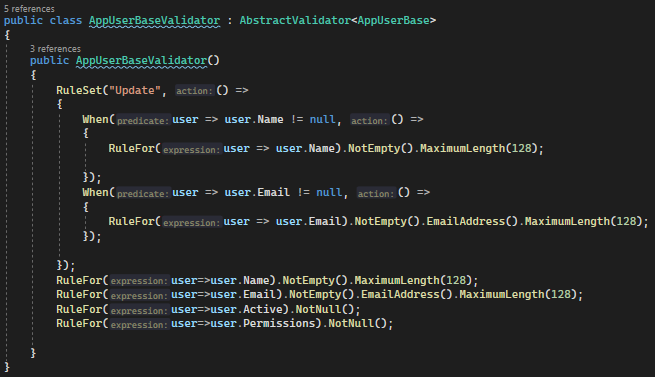 5 references
public class AppUserBaseValidator : AbstractValidator<AppUserBase>
{
3 references
public AppUserBaseValidator()
{
RuleSet("Update", action: () =>
{
When(predicate: user => user.Name != null, action: () =>
{
RuleFor(expression: user => user.Name).NotEmpty().MaximumLength(128);
});
When(predicate: user => user.Email != null, action: () =>
{
RuleFor(expression: user => user.Email).NotEmpty().EmailAddress().MaximumLength(128);
});
});
RuleFor(expression: user=>user.Name).NotEmpty().MaximumLength(128);
RuleFor(expression: user=>user.Email).NotEmpty().EmailAddress().MaximumLength(128);
RuleFor(expression: user=>user.Active).NotNull();
RuleFor(expression: user=>user.Permissions).NotNull();
}
}